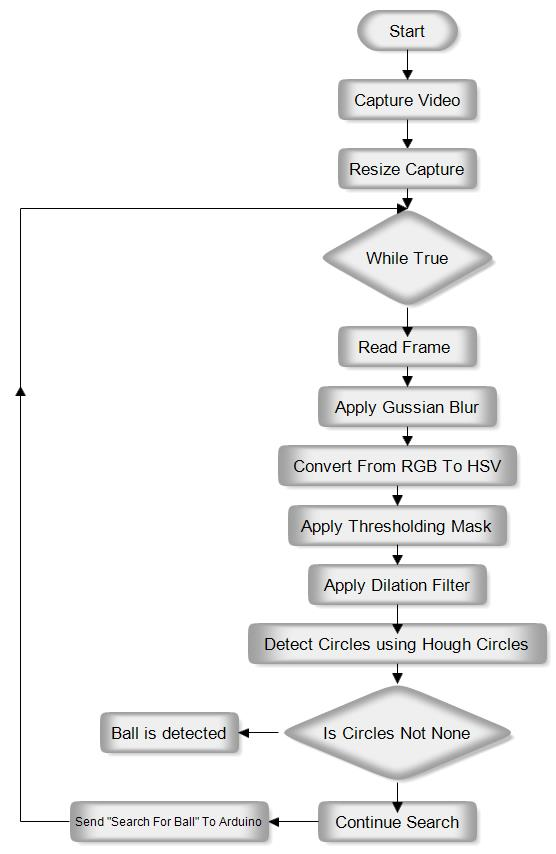 Start
Capture Video
Resize Capture
While True
Read Frame
Apply Gussian Blur
Convert From RGB To HSV
Apply Thresholding Mask
Apply Dilation Filter
Detect Circles using Hough Circles
Is Circles Not None
Ball is detected
Continue Search
Send "Search For Ball" To Arduino